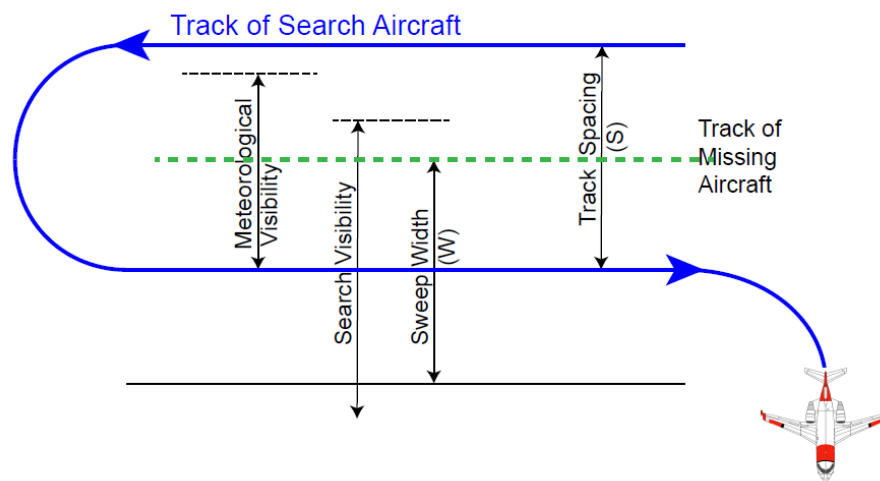 Track of Search Aircraft
Meteorological
Visibility
Search Visibility
Sweep Width
(W)
Track Spacing
(S)
Track of
Missing
Aircraft